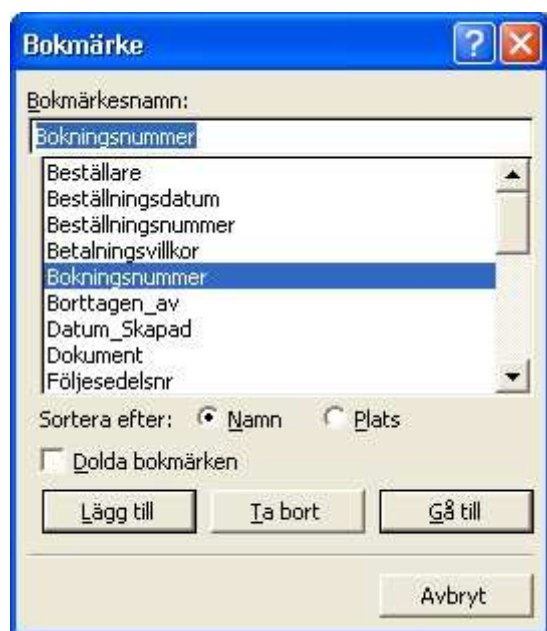 Bokmärke
Bokmärkesnamn:
Bokningsnummer
Beställare
Beställningsdatum
Beställningsnummer
Betalningsvillkor
Bokningsnummer
Borttagen_av
Datum_Skapad
Dokument
Följesedelsnr
Sortera efter: Namn Plats
Dolda bokmärken
Lägg till Ta bort Gå till
Avbryt